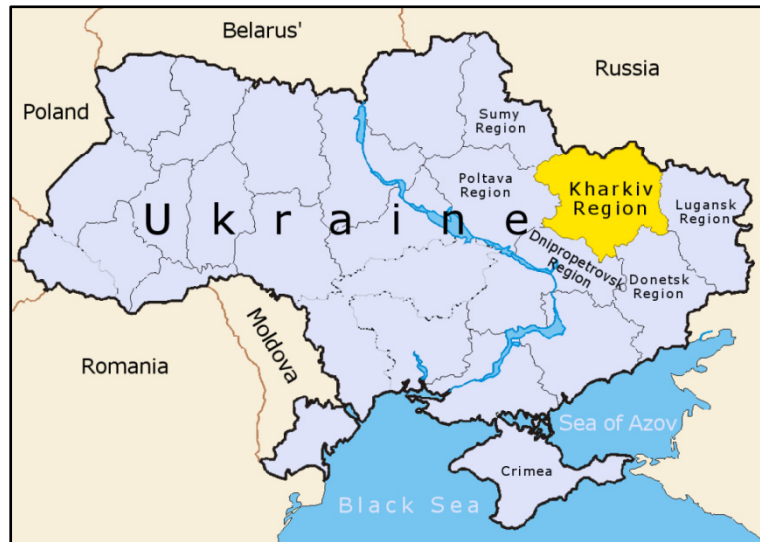 Belarus'
Russia
Poland
Sumy
Region
Poltava
Region
Kharkiv
Region
Lugansk
Region
Ukraine
Dnipropetrovsk
Region
Donetsk
Region
Moldova
Romania
Sea of Azov
Crimea
Black Sea